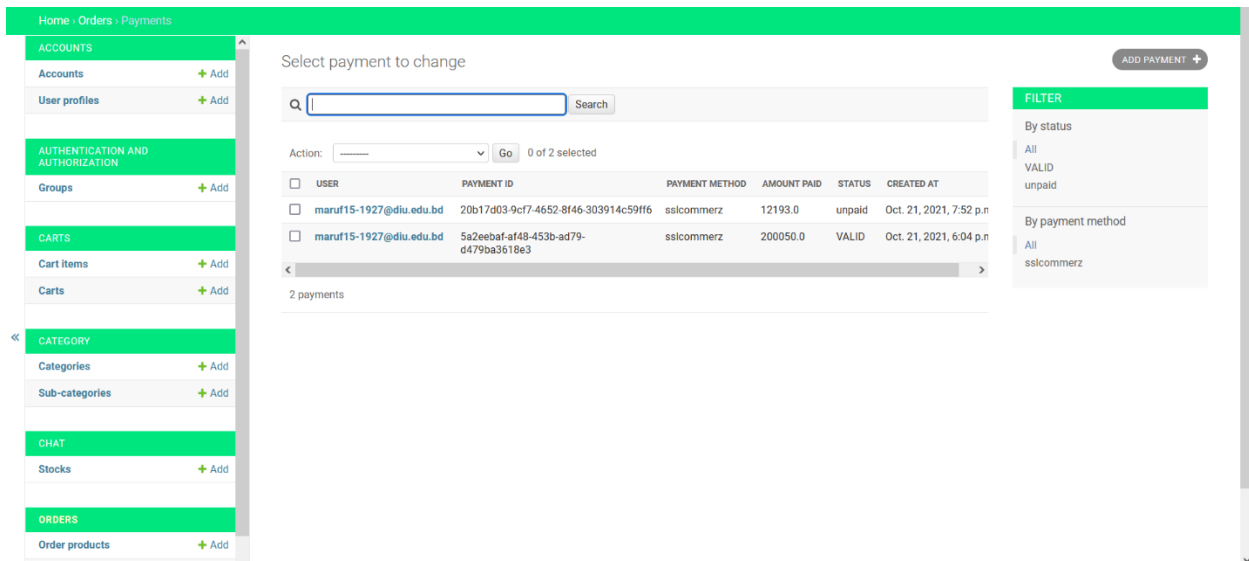 Home › Orders › Payments
ACCOUNTS
Accounts + Add
User profiles + Add
AUTHENTICATION AND
AUTHORIZATION
Groups + Add
CARTS
Cart items + Add
Carts + Add
CATEGORY
Categories + Add
Sub-categories + Add
CHAT
Stocks + Add
ORDERS
Order products + Add
«
Select payment to change
ADD PAYMENT +
Search
Action: --------- Go 0 of 2 selected
USER PAYMENT ID PAYMENT METHOD AMOUNT PAID STATUS CREATED AT
maruf15-1927@diu.edu.bd 20b17d03-9cf7-4652-8f46-303914c59ff6 sslcommerz 12193.0 unpaid Oct. 21, 2021, 7:52 p.n
maruf15-1927@diu.edu.bd 5a2eebaf-af48-453b-ad79- sslcommerz 200050.0 VALID Oct. 21, 2021, 6:04 p.n
d479ba3618e3
2 payments
FILTER
By status
All
VALID
unpaid
By payment method
All
sslcommerz